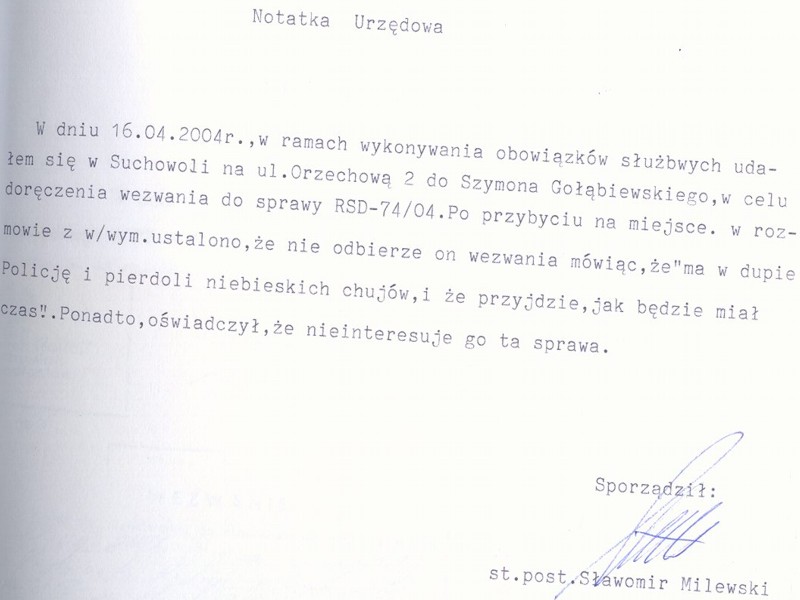 Notatka Urzędowa
W dniu 16.04.2004r.,w ramach wykonywania obowiązków służbwych uda-
łem się w Suchowoli na ul.Orzechową 2 do Szymona Gołąbiewskiego,w celu
doręczenia wezwania do sprawy RSD-74/04.Po przybyciu na miejsce. w roz-
mowie z w/wym.ustalono,że nie odbierze on wezwania mówiąc,że"ma w dupie
Policję i pierdoli niebieskich chujów,i że przyjdzie,jak będzie miał
czas".Ponadto,oświadczył,że nieinteresuje go ta sprawa.
Sporządził:
st.post.Sławomir Milewski